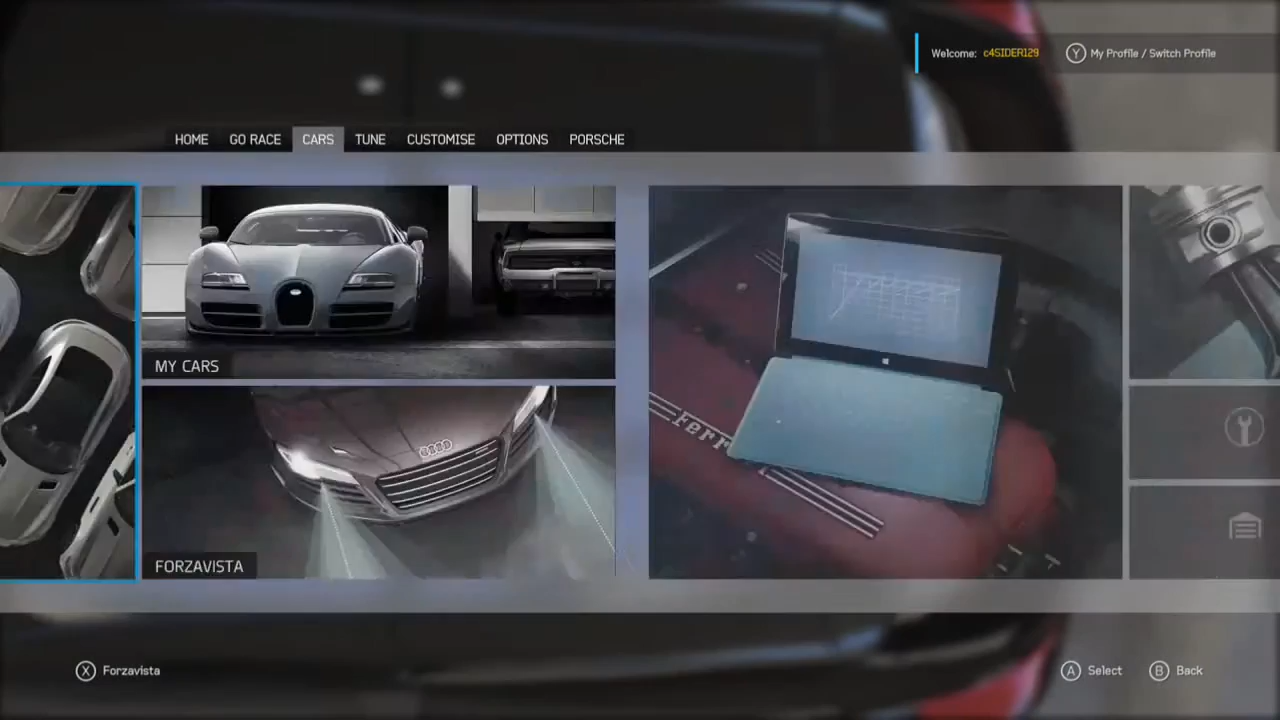 Welcome: c4SIDER129
Y My Profile / Switch Profile
HOME GO RACE CARS TUNE CUSTOMISE OPTIONS PORSCHE
MY CARS
Ferr
FORZAVISTA
X Forzavista
A Select B Back